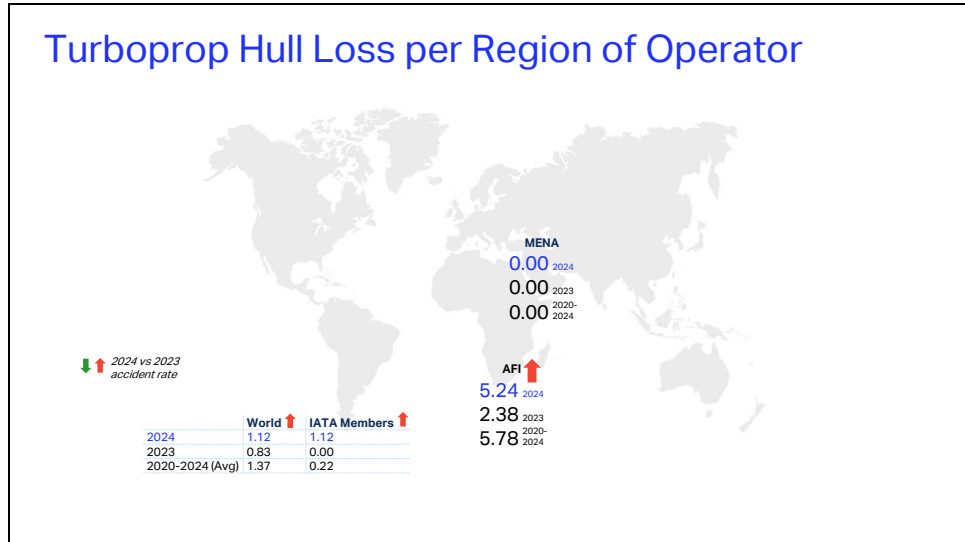 Turboprop Hull Loss per Region of Operator
MENA
0.00 2024
0.00 2023
0.00 2020-2024
2024 vs 2023
accident rate
AFI
5.24 2024
2.38 2023
5.78 2020-2024
World IATA Members
2024 1.12 1.12
2023 0.83 0.00
2020-2024 (Avg) 1.37 0.22